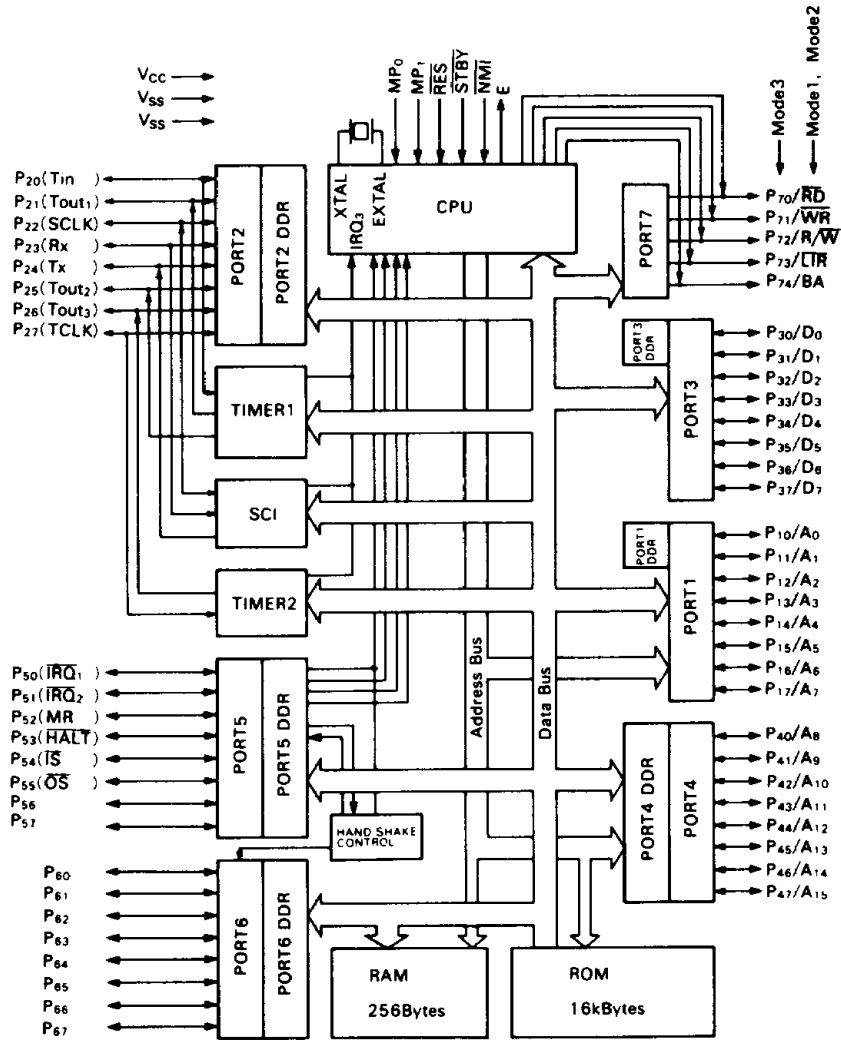 Mode3
Mode1, Mode2
VCC
VSS
VSS
MP0
MP1
RES
STBY
NMI
E
XTAL
IRQ3
EXTAL
CPU
P20(Tin )
P21(Tout1)
P22(SCLK)
P23(Rx )
P24(Tx )
P25(Tout2)
P26(Tout3)
P27(TCLK)
PORT2
PORT2 DDR
PORT7
P70/RD
P71/WR
P72/R/W
P73/LIR
P74/BA
TIMER1
SCI
TIMER2
PORT3 DDR
PORT3
P30/D0
P31/D1
P32/D2
P33/D3
P34/D4
P35/D5
P36/D6
P37/D7
PORT1 DDR
PORT1
P10/A0
P11/A1
P12/A2
P13/A3
P14/A4
P15/A5
P16/A6
P17/A7
Address Bus
Data Bus
P50(IRQ1)
P51(IRQ2)
P52(MR )
P53(HALT)
P54(IS )
P55(OS )
P56
P57
PORT5
PORT5 DDR
HAND SHAKE
CONTROL
PORT4 DDR
PORT4
P40/A8
P41/A9
P42/A10
P43/A11
P44/A12
P45/A13
P46/A14
P47/A15
P60
P61
P62
P63
P64
P65
P66
P67
PORT6
PORT6 DDR
RAM
256Bytes
ROM
16kBytes